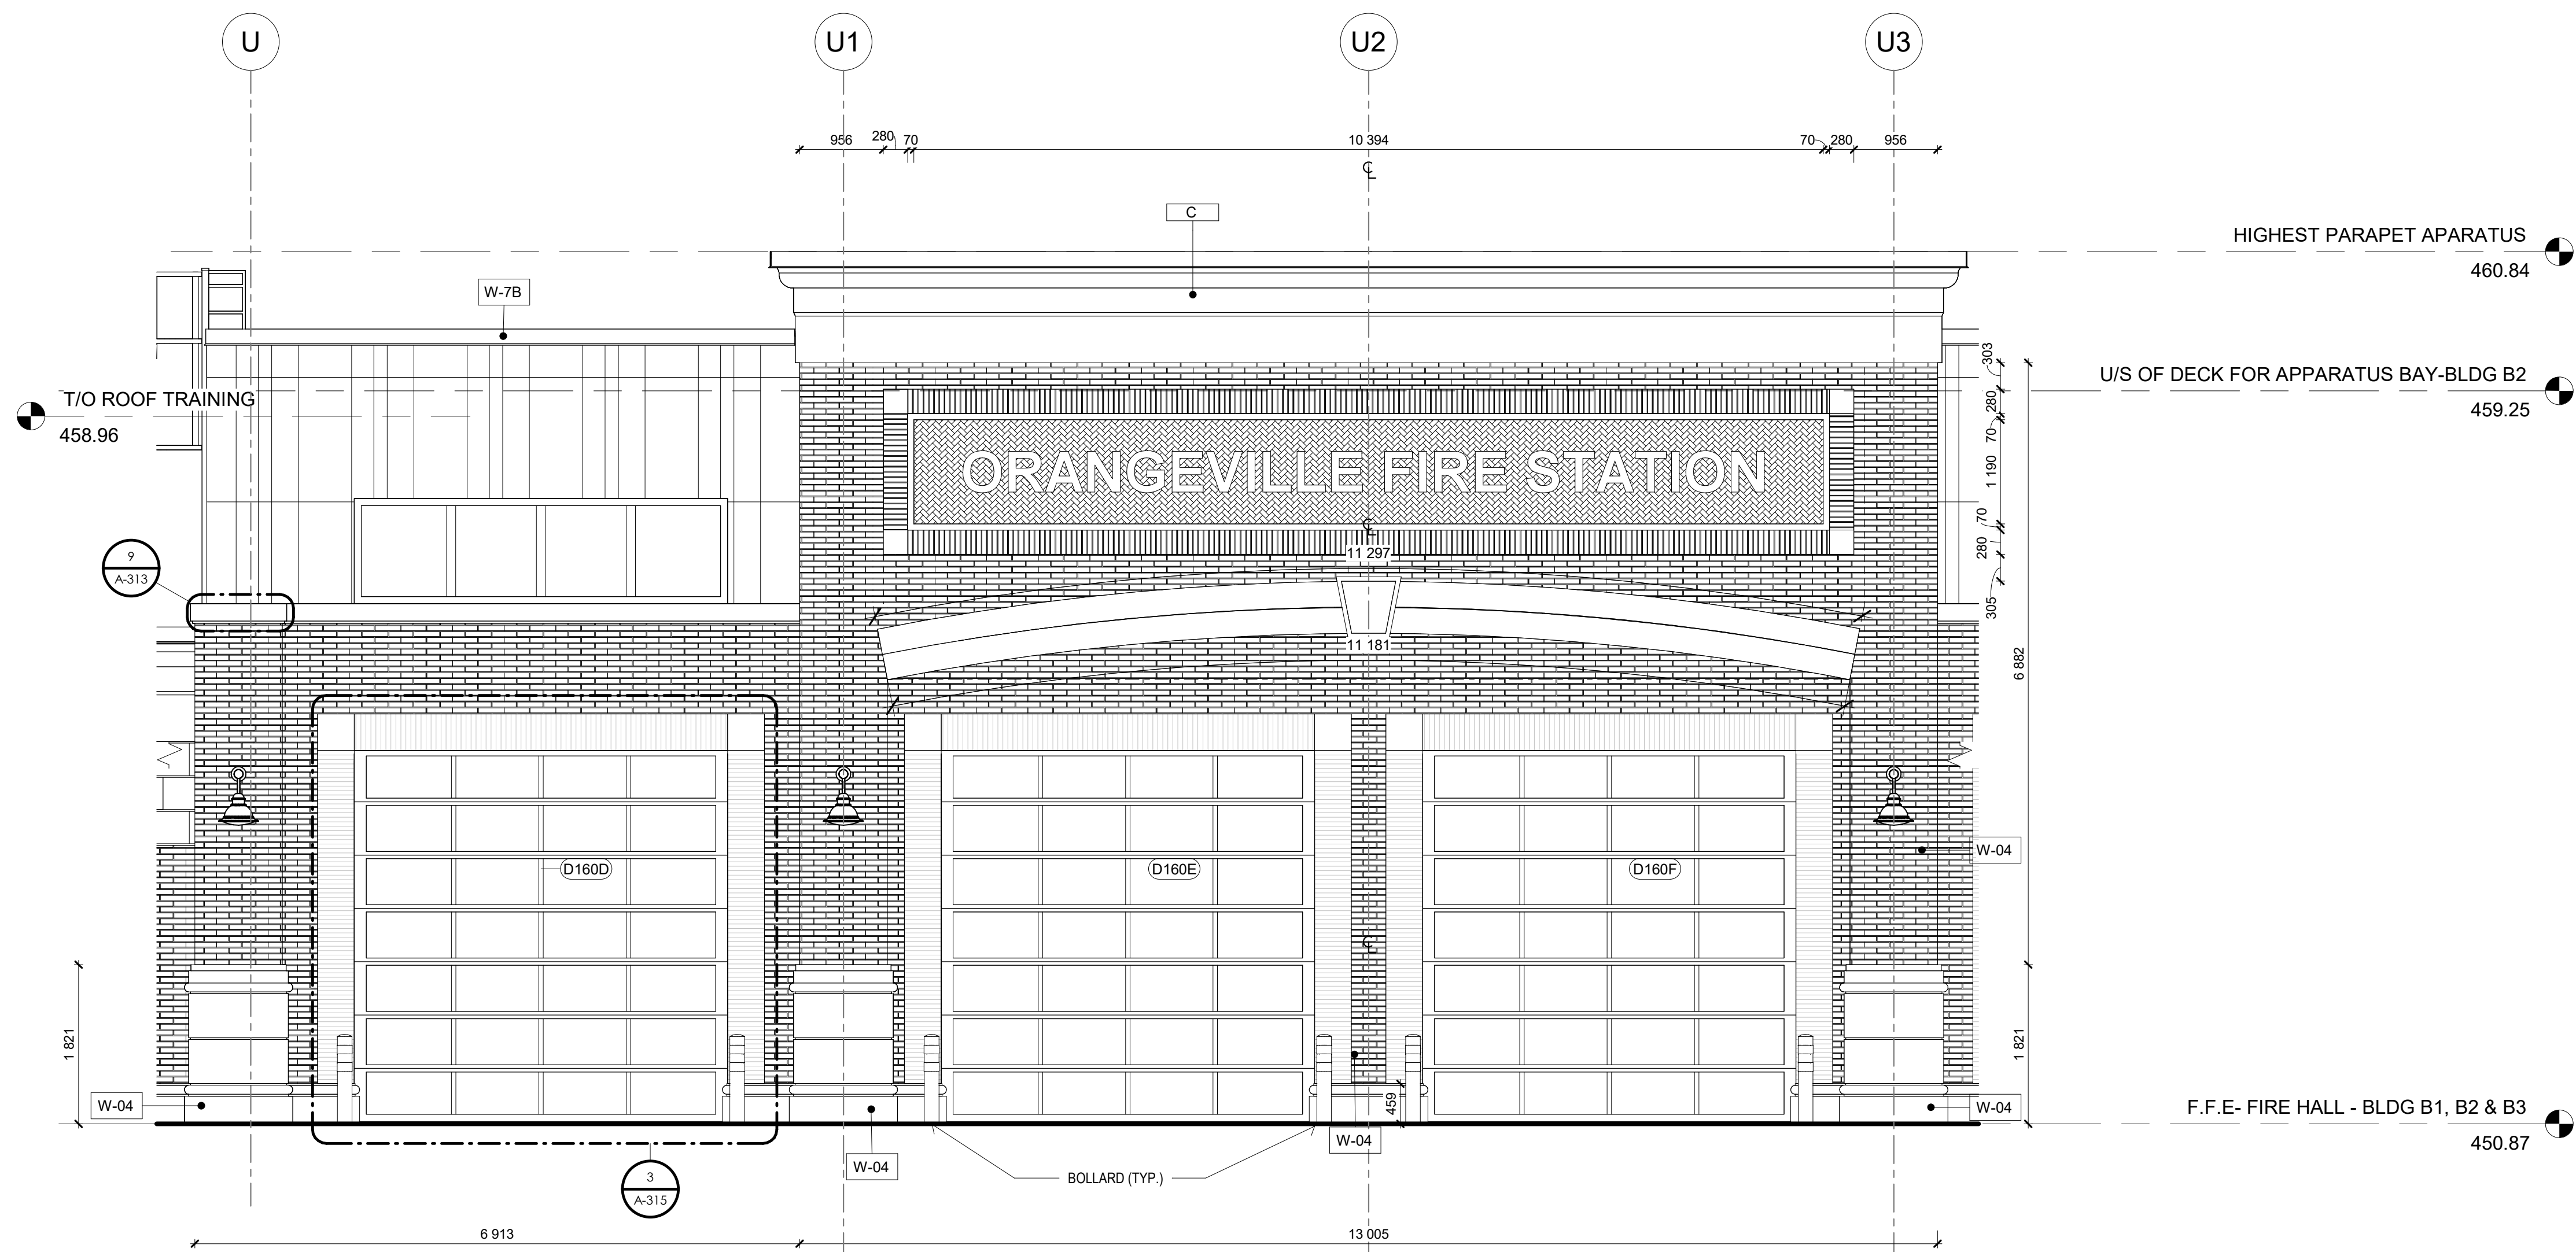 U U1 U2 U3
956 280 70 10 394 70 280 956
℄
C
HIGHEST PARAPET APARATUS
460.84
W-7B
303
U/S OF DECK FOR APPARATUS BAY-BLDG B2
459.25
T/O ROOF TRAINING
458.96
280
70
1 190
70
280
305
ORANGEVILLE FIRE STATION
℄
11 297
9
A-313
11 181
6 882
D160D D160E D160F
W-04
℄
1 821
1 821
459
W-04
W-04
W-04
W-04
F.F.E- FIRE HALL - BLDG B1, B2 & B3
450.87
BOLLARD (TYP.)
3
A-315
6 913 13 005